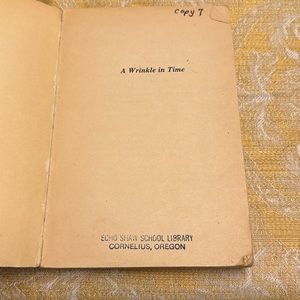 copy 7
A Wrinkle in Time
ECHO SHAW SCHOOL LIBRARY
CORNELIUS, OREGON